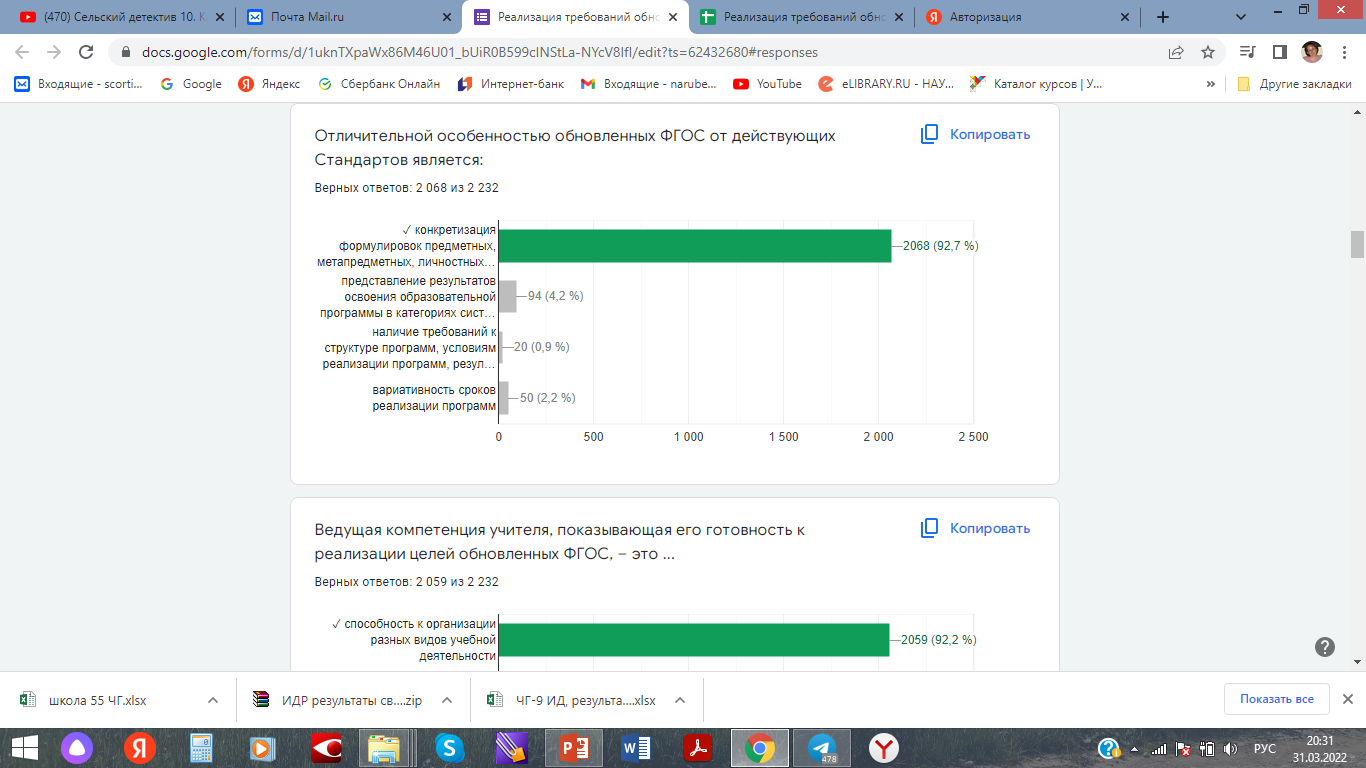 (470) Сельский детектив 10. К
Почта Mail.ru
Реализация требований обно
Реализация требований обно
Авторизация
docs.google.com/forms/d/1uknTXpaWx86M46U01_bUiR0B599cINStLa-NYcV8IfI/edit?ts=62432680#responses
Входящие - scorti...
Google
Яндекс
Сбербанк Онлайн
Интернет-банк
Входящие - narube...
YouTube
eLIBRARY.RU - НАУ...
Каталог курсов | У...
»
Другие закладки
Отличительной особенностью обновленных ФГОС от действующих
Стандартов является:
Копировать
Верных ответов: 2 068 из 2 232
✓ конкретизация
формулировок предметных,
метапредметных, личностных…
2068 (92,7 %)
представление результатов
освоения образовательной
программы в категориях сист…
94 (4,2 %)
наличие требований к
структуре программ, условиям
реализации программ, резул…
20 (0,9 %)
вариативность сроков
реализации программ
50 (2,2 %)
0 500 1 000 1 500 2 000 2 500
Ведущая компетенция учителя, показывающая его готовность к
реализации целей обновленных ФГОС, – это ...
Копировать
Верных ответов: 2 059 из 2 232
✓ способность к организации
разных видов учебной
деятельности
2059 (92,2 %)
школа 55 ЧГ.xlsx
ИДР результаты св....zip
ЧГ-9 ИД, результа....xlsx
Показать все
478
РУС
20:31
31.03.2022